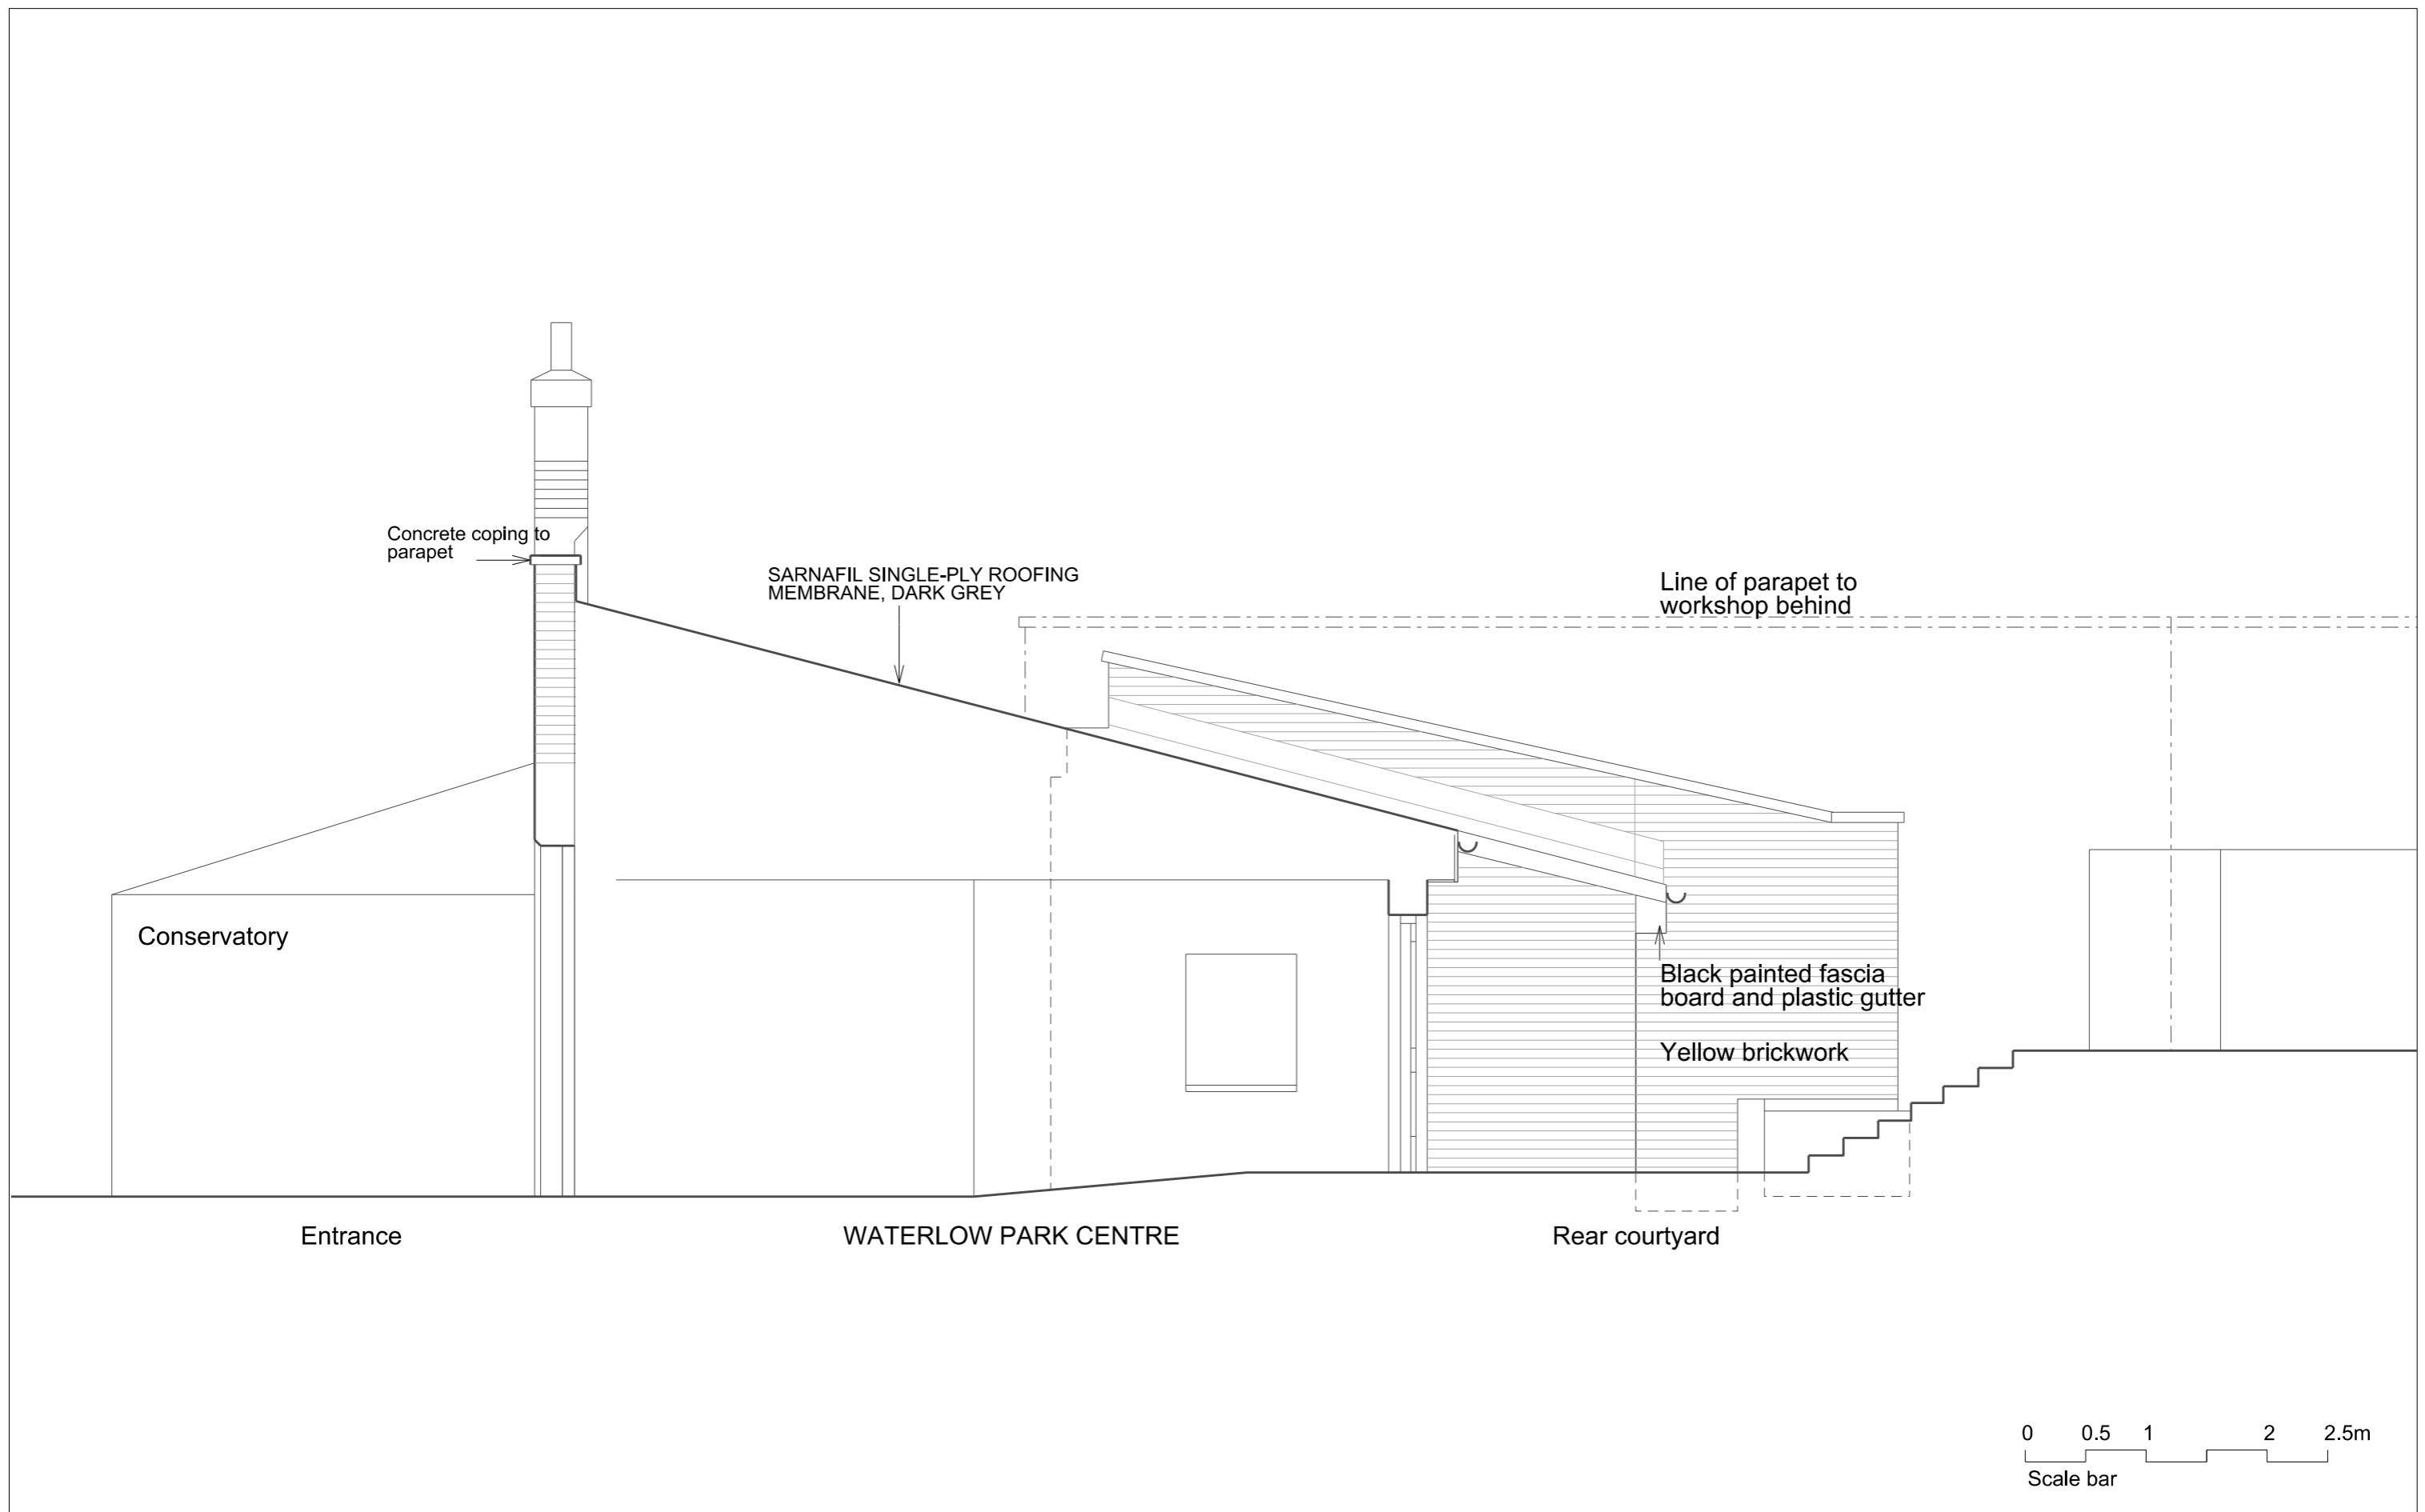 Concrete coping to
parapet
SARNAFIL SINGLE-PLY ROOFING
MEMBRANE, DARK GREY
Line of parapet to
workshop behind
Conservatory
Black painted fascia
board and plastic gutter
Yellow brickwork
Entrance
WATERLOW PARK CENTRE
Rear courtyard
0 0.5 1 2 2.5m
Scale bar